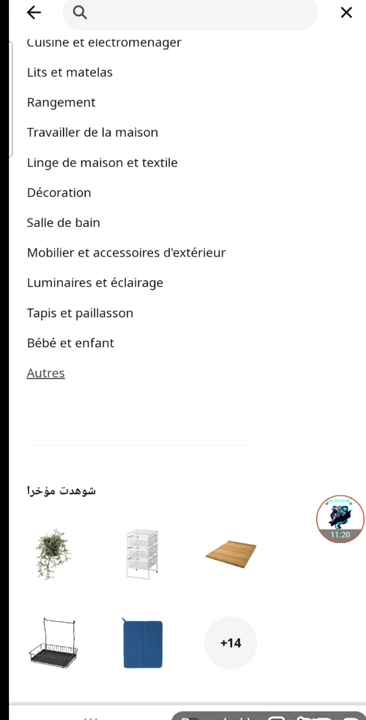 Cuisine et électroménager
Lits et matelas
Rangement
Travailler de la maison
Linge de maison et textile
Décoration
Salle de bain
Mobilier et accessoires d'extérieur
Luminaires et éclairage
Tapis et paillasson
Bébé et enfant
Autres
شوهدت مؤخرا!
11:20
+14